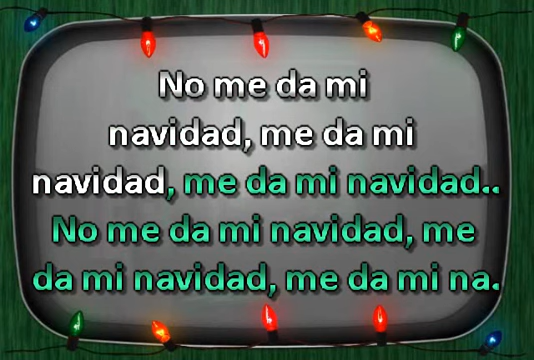 No me da mi
navidad, me da mi
navidad, me da mi navidad..
No me da mi navidad, me
da mi navidad, me da mi na.